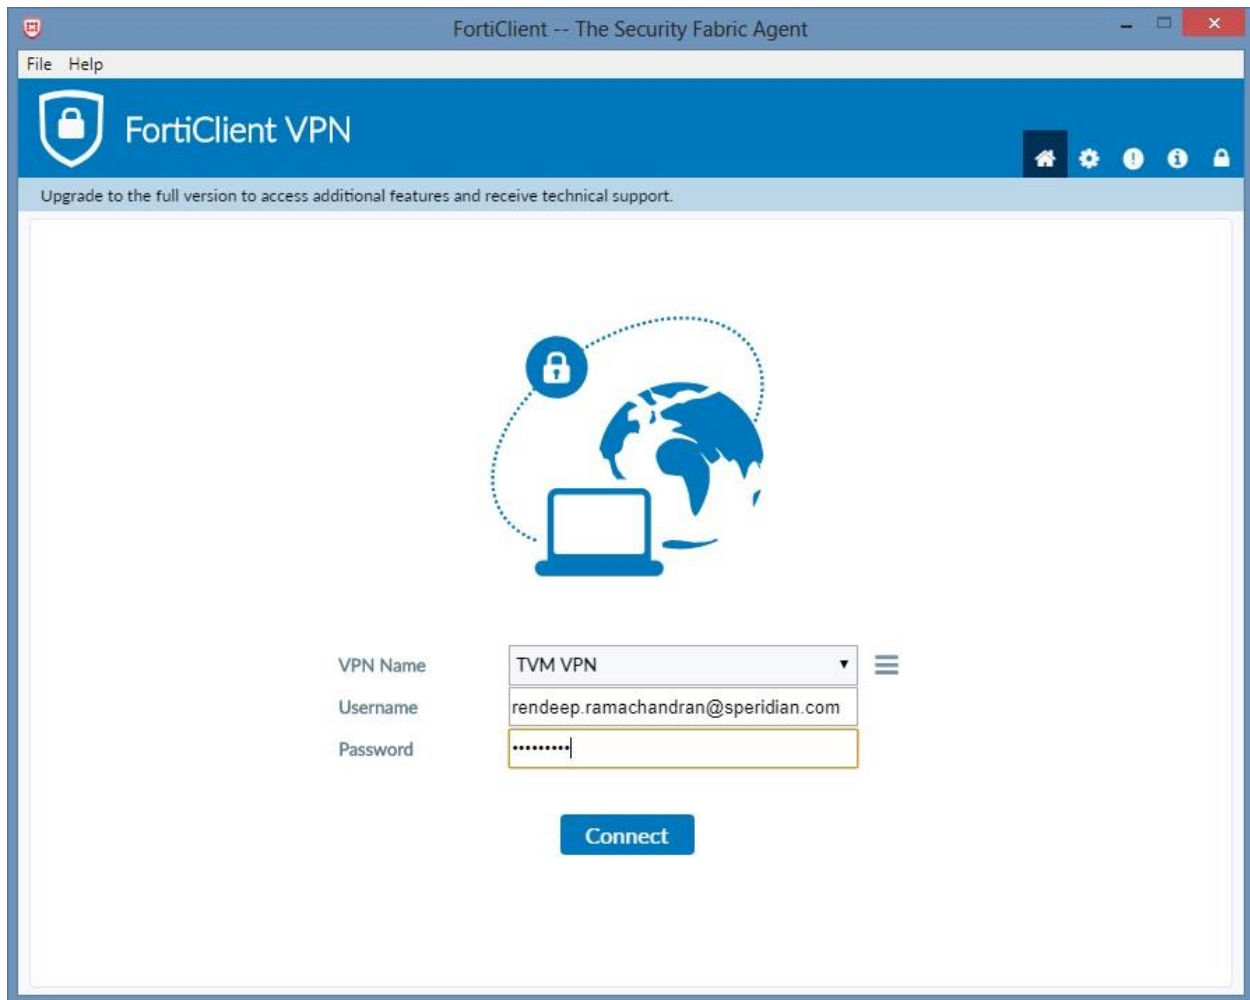 FortiClient -- The Security Fabric Agent
File Help
FortiClient VPN
Upgrade to the full version to access additional features and receive technical support.
VPN Name TVM VPN
Username rendeep.ramachandran@speridian.com
Password •••••••••
Connect